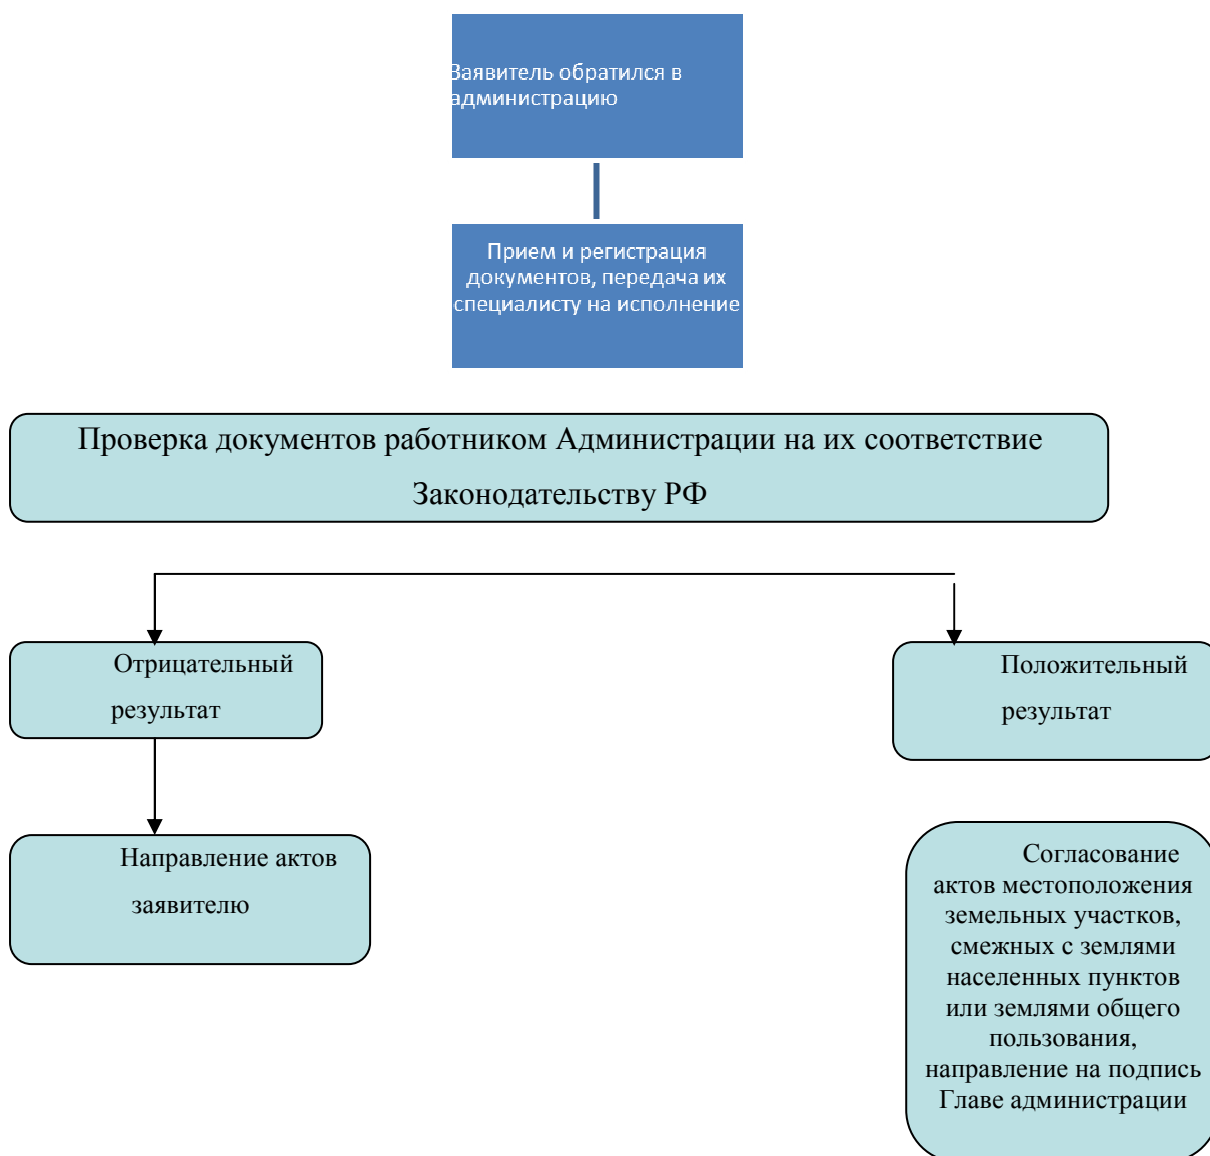 Заявитель обратился в
администрацию
Прием и регистрация
документов, передача их
специалисту на исполнение
Проверка документов работником Администрации на их соответствие
Законодательству РФ
Отрицательный
результат
Положительный
результат
Направление актов
заявителю
Согласование
актов местоположения
земельных участков,
смежных с землями
населенных пунктов
или землями общего
пользования,
направление на подпись
Главе администрации